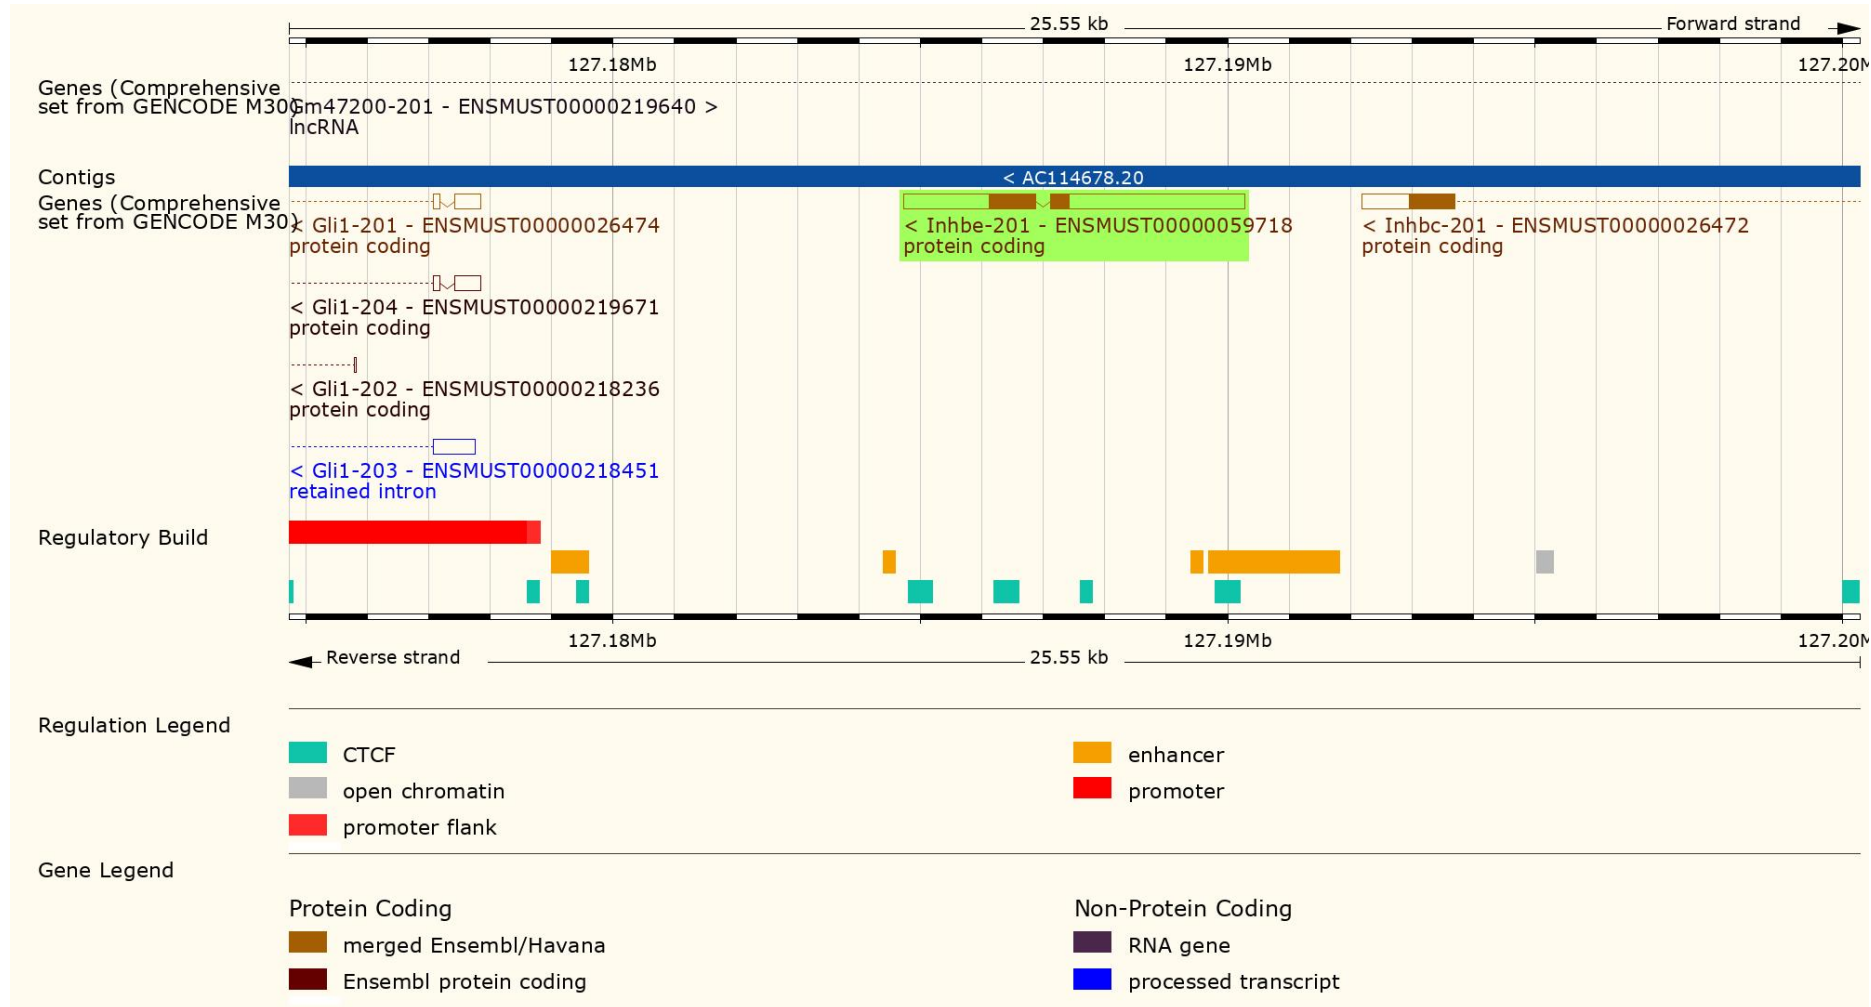 25.55 kb
Forward strand
127.18Mb
127.19Mb
127.20M
Genes (Comprehensive
set from GENCODE M30)
Gm47200-201 - ENSMUST00000219640 >
lncRNA
Contigs
< AC114678.20
Genes (Comprehensive
set from GENCODE M30)
< Gli1-201 - ENSMUST00000026474
protein coding
< Inhbe-201 - ENSMUST00000059718
protein coding
< Inhbc-201 - ENSMUST00000026472
protein coding
< Gli1-204 - ENSMUST00000219671
protein coding
< Gli1-202 - ENSMUST00000218236
protein coding
< Gli1-203 - ENSMUST00000218451
retained intron
Regulatory Build
127.18Mb
127.19Mb
127.20M
Reverse strand
25.55 kb
Regulation Legend
CTCF
enhancer
open chromatin
promoter
promoter flank
Gene Legend
Protein Coding
Non-Protein Coding
merged Ensembl/Havana
RNA gene
Ensembl protein coding
processed transcript